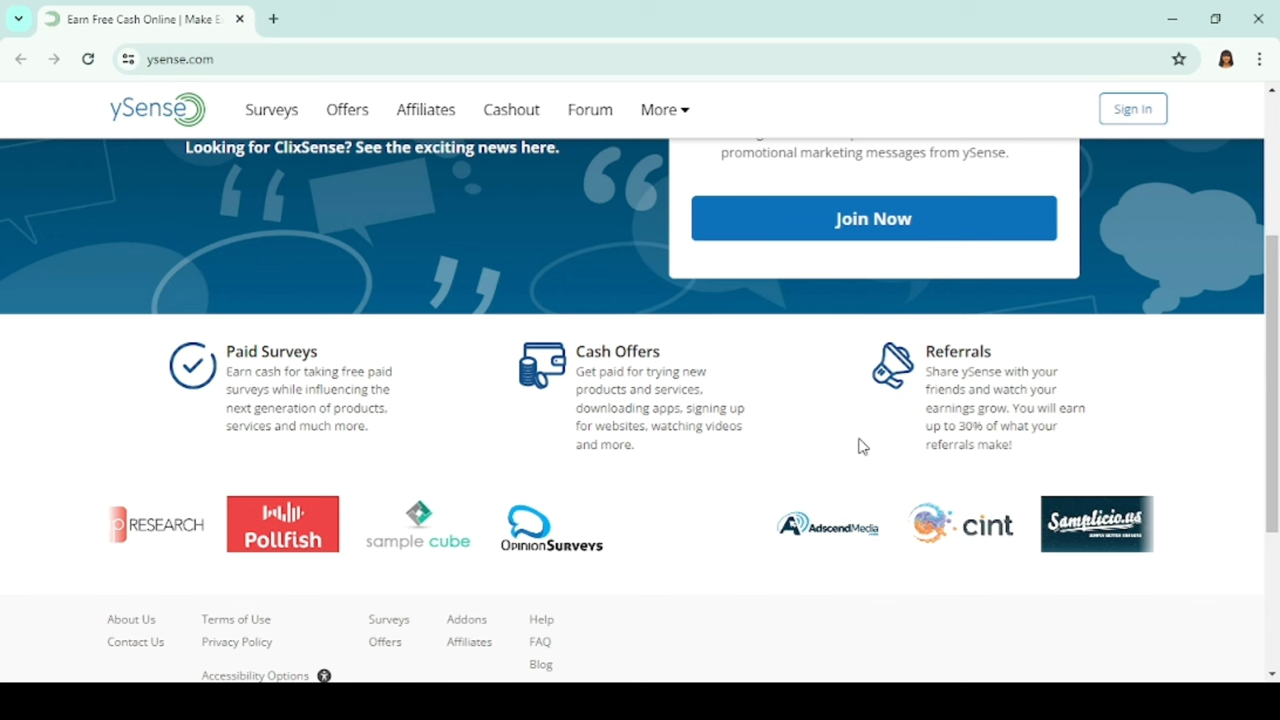 Earn Free Cash Online | Make E
ysense.com
ySense
Surveys
Offers
Affiliates
Cashout
Forum
More
Sign In
Looking for ClixSense? See the exciting news here.
promotional marketing messages from ySense.
Join Now
Paid Surveys
Earn cash for taking free paid
surveys while influencing the
next generation of products,
services and much more.
Cash Offers
Get paid for trying new
products and services,
downloading apps, signing up
for websites, watching videos
and more.
Referrals
Share ySense with your
friends and watch your
earnings grow. You will earn
up to 30% of what your
referrals make!
p RESEARCH
Pollfish
sample cube
OpinionSurveys
AdscendMedia
cint
Samplicio.us
About Us
Contact Us
Terms of Use
Privacy Policy
Accessibility Options
Surveys
Offers
Addons
Affiliates
Help
FAQ
Blog